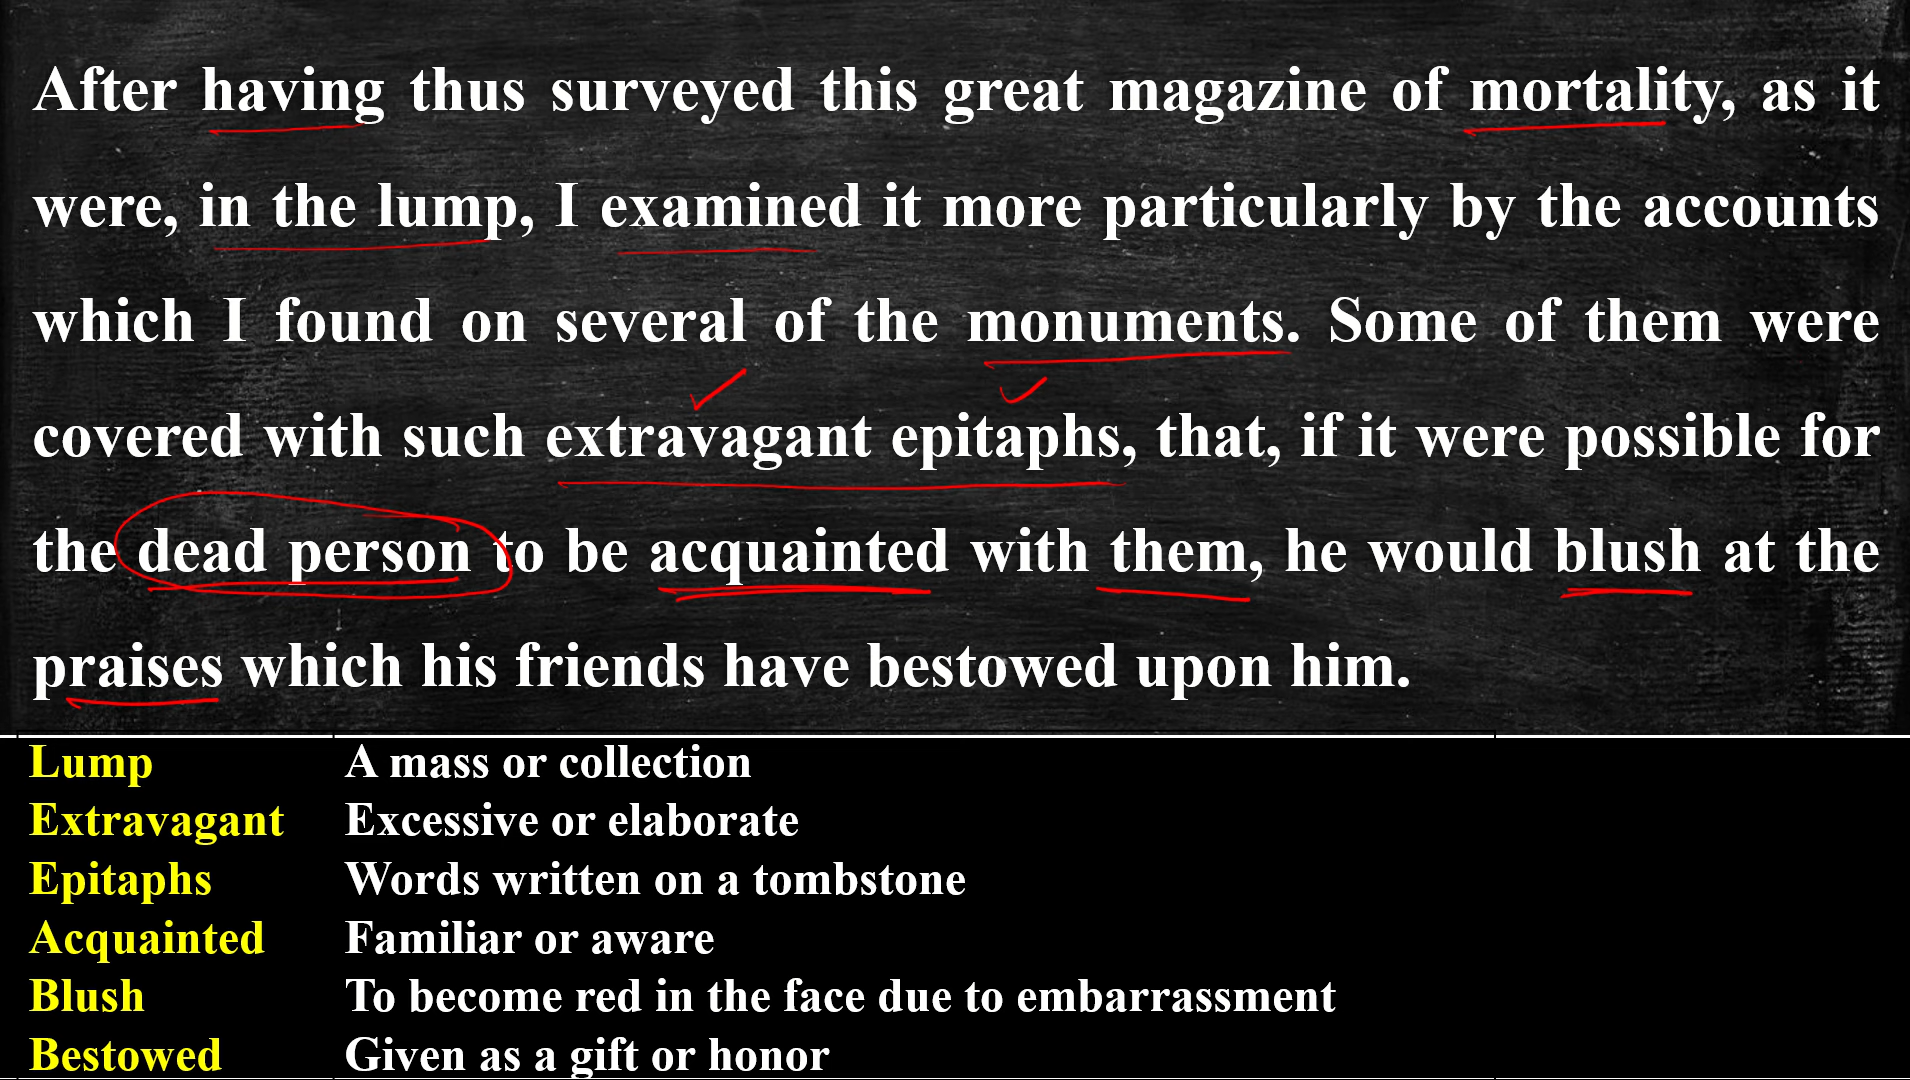 After having thus surveyed this great magazine of mortality, as it
were, in the lump, I examined it more particularly by the accounts
which I found on several of the monuments. Some of them were
covered with such extravagant epitaphs, that, if it were possible for
the dead person to be acquainted with them, he would blush at the
praises which his friends have bestowed upon him.
Lump A mass or collection
Extravagant Excessive or elaborate
Epitaphs Words written on a tombstone
Acquainted Familiar or aware
Blush To become red in the face due to embarrassment
Bestowed Given as a gift or honor